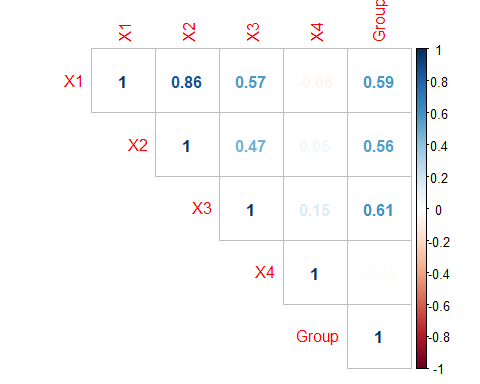 X1 X2 X3 X4 Group
X1 1 0.86 0.57 -0.05 0.59
X2 1 0.47 0.05 0.56
X3 1 0.15 0.61
X4 1 -0.03
Group 1
1
0.8
0.6
0.4
0.2
0
-0.2
-0.4
-0.6
-0.8
-1